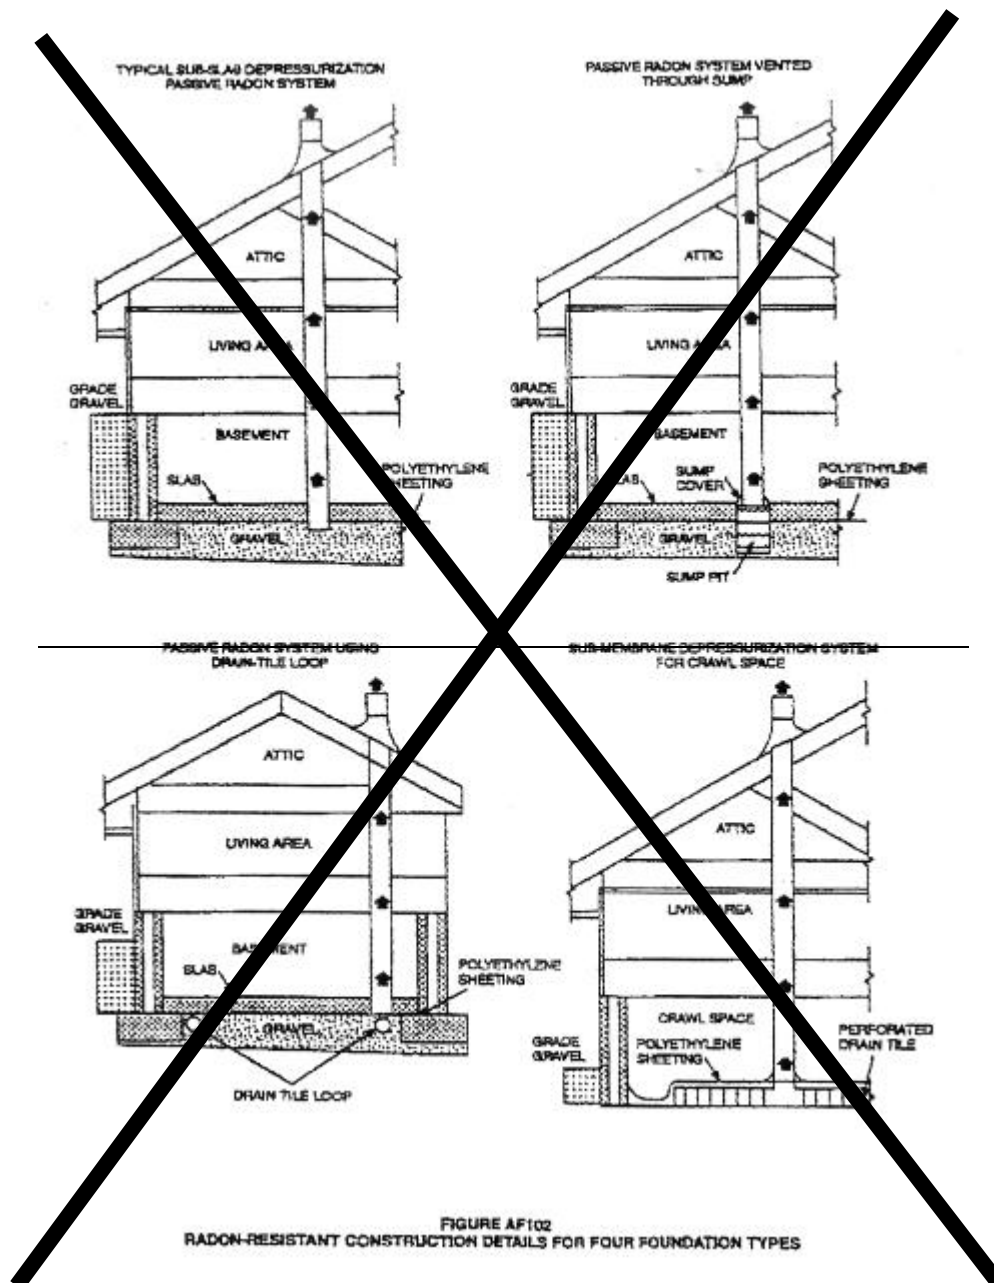 TYPICAL SUB-SLAB DEPRESSURIZATION
PASSIVE RADON SYSTEM
ATTIC
LIVING AREA
GRADE
GRAVEL
BASEMENT
SLAB
POLYETHYLENE
SHEETING
GRAVEL
PASSIVE RADON SYSTEM VENTED
THROUGH SUMP
ATTIC
LIVING AREA
GRADE
GRAVEL
BASEMENT
SLAB
SUMP
COVER
POLYETHYLENE
SHEETING
GRAVEL
SUMP PIT
PASSIVE RADON SYSTEM USING
DRAIN-TILE LOOP
ATTIC
LIVING AREA
GRADE
GRAVEL
BASEMENT
SLAB
POLYETHYLENE
SHEETING
GRAVEL
DRAIN TILE LOOP
SUB-MEMBRANE DEPRESSURIZATION SYSTEM
FOR CRAWL SPACE
ATTIC
LIVING AREA
CRAWL SPACE
GRADE
GRAVEL
POLYETHYLENE
SHEETING
PERFORATED
DRAIN TILE
FIGURE AF102
RADON-RESISTANT CONSTRUCTION DETAILS FOR FOUR FOUNDATION TYPES